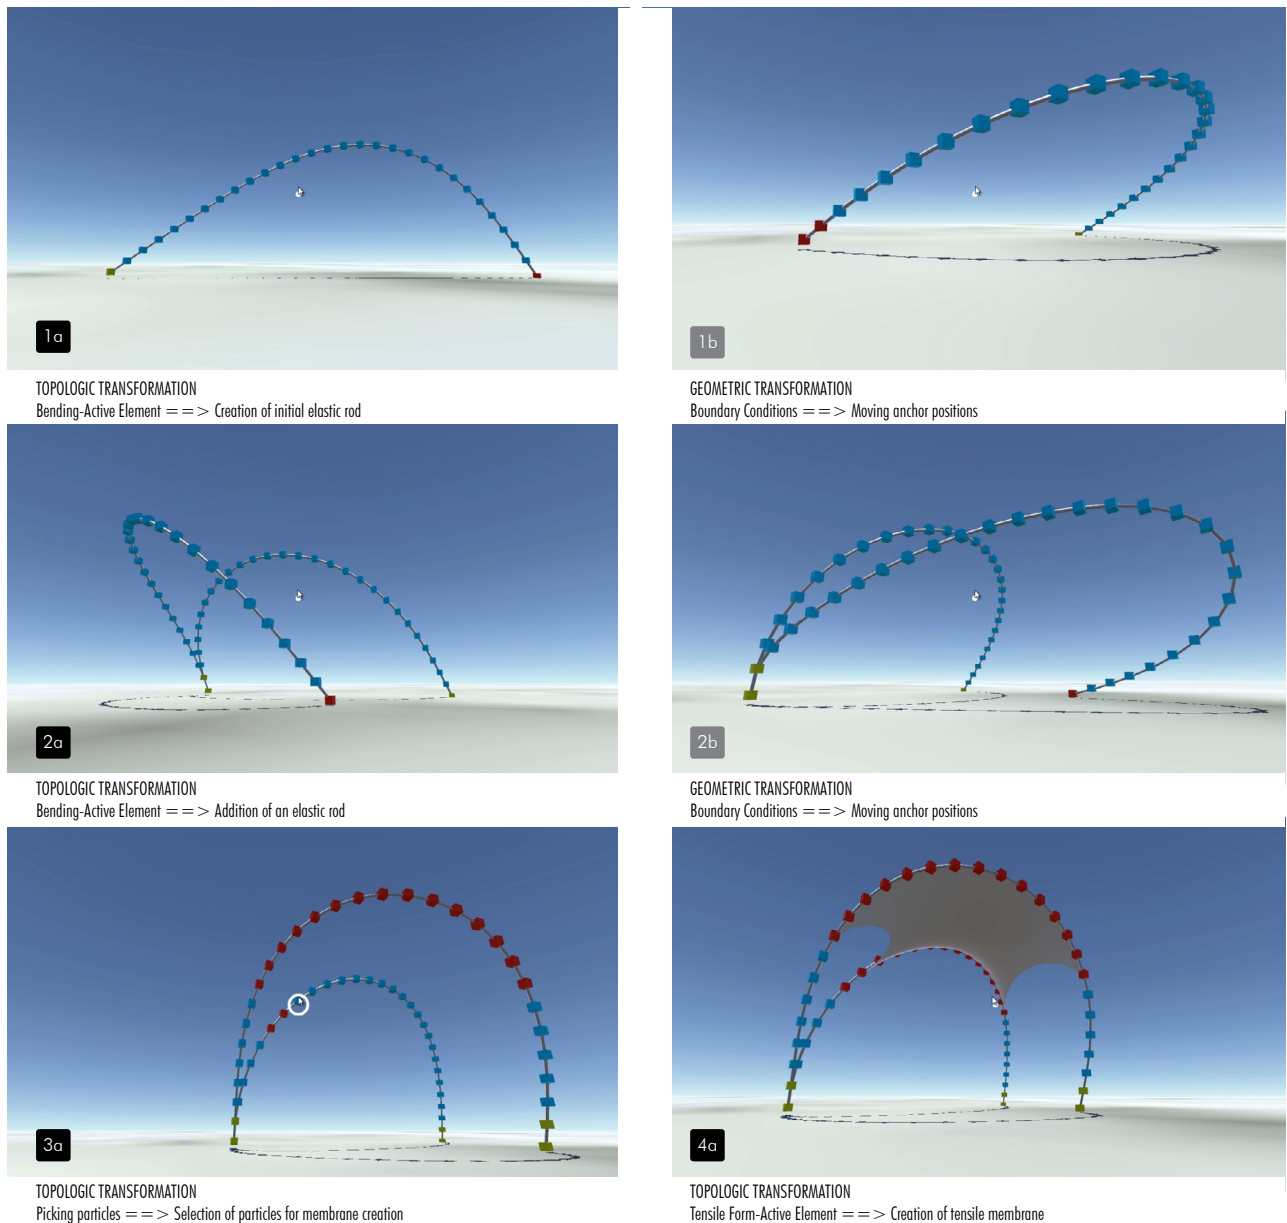 1a
TOPOLOGIC TRANSFORMATION
Bending-Active Element ==> Creation of initial elastic rod
1b
GEOMETRIC TRANSFORMATION
Boundary Conditions ==> Moving anchor positions
2a
TOPOLOGIC TRANSFORMATION
Bending-Active Element ==> Addition of an elastic rod
2b
GEOMETRIC TRANSFORMATION
Boundary Conditions ==> Moving anchor positions
3a
TOPOLOGIC TRANSFORMATION
Picking particles ==> Selection of particles for membrane creation
4a
TOPOLOGIC TRANSFORMATION
Tensile Form-Active Element ==> Creation of tensile membrane